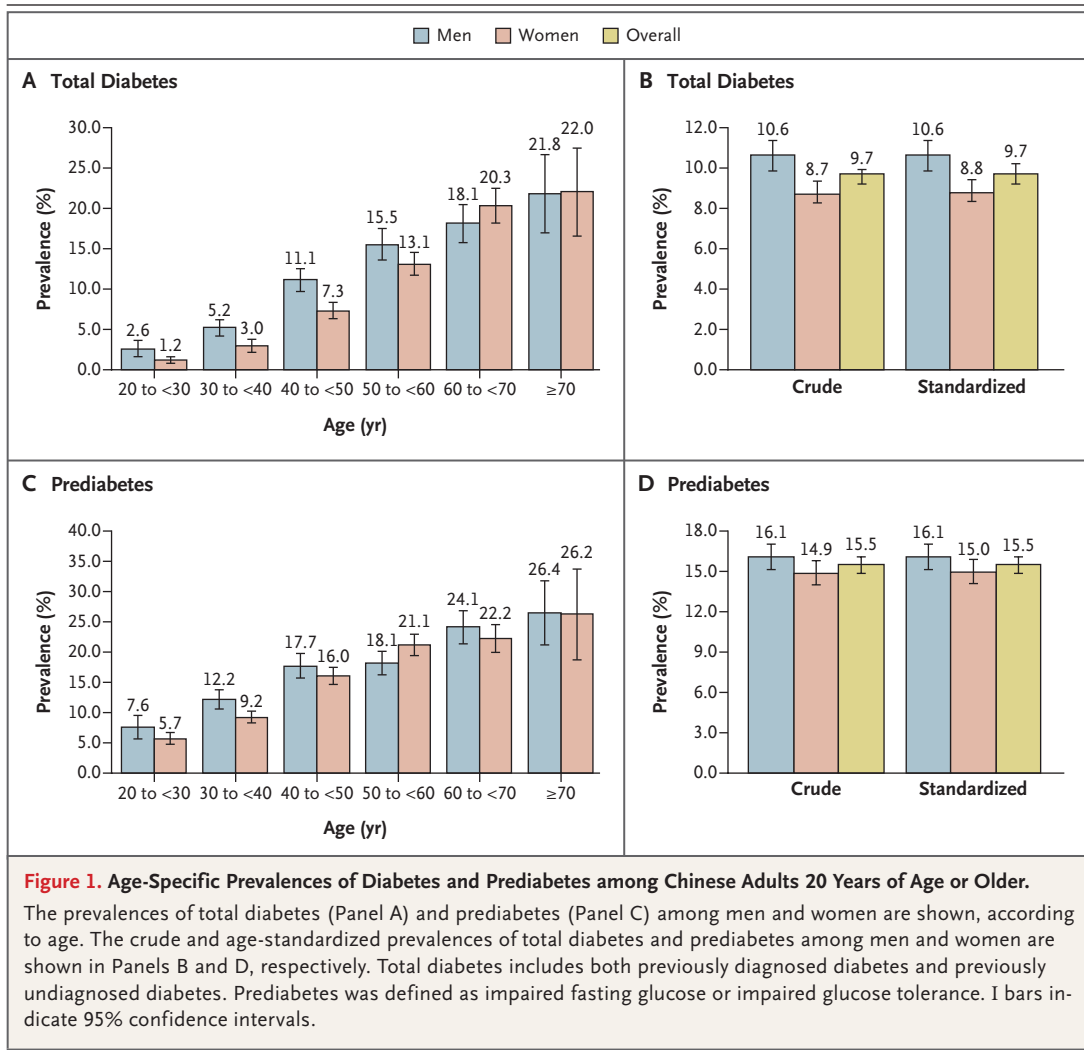 Men Women Overall
A Total Diabetes
30.0
25.0
20.0
15.0
10.0
5.0
0.0
Prevalence (%)
2.6 1.2 5.2 3.0 11.1 7.3 15.5 13.1 18.1 20.3 21.8 22.0
20 to <30 30 to <40 40 to <50 50 to <60 60 to <70 ≥70
Age (yr)
B Total Diabetes
12.0
10.0
8.0
6.0
4.0
2.0
0.0
Prevalence (%)
10.6 8.7 9.7 10.6 8.8 9.7
Crude Standardized
C Prediabetes
40.0
35.0
30.0
25.0
20.0
15.0
10.0
5.0
0.0
Prevalence (%)
7.6 5.7 12.2 9.2 17.7 16.0 18.1 21.1 24.1 22.2 26.4 26.2
20 to <30 30 to <40 40 to <50 50 to <60 60 to <70 ≥70
Age (yr)
D Prediabetes
18.0
15.0
12.0
9.0
6.0
3.0
0.0
Prevalence (%)
16.1 14.9 15.5 16.1 15.0 15.5
Crude Standardized
Figure 1. Age-Specific Prevalences of Diabetes and Prediabetes among Chinese Adults 20 Years of Age or Older.
The prevalences of total diabetes (Panel A) and prediabetes (Panel C) among men and women are shown, according
to age. The crude and age-standardized prevalences of total diabetes and prediabetes among men and women are
shown in Panels B and D, respectively. Total diabetes includes both previously diagnosed diabetes and previously
undiagnosed diabetes. Prediabetes was defined as impaired fasting glucose or impaired glucose tolerance. I bars in-
dicate 95% confidence intervals.